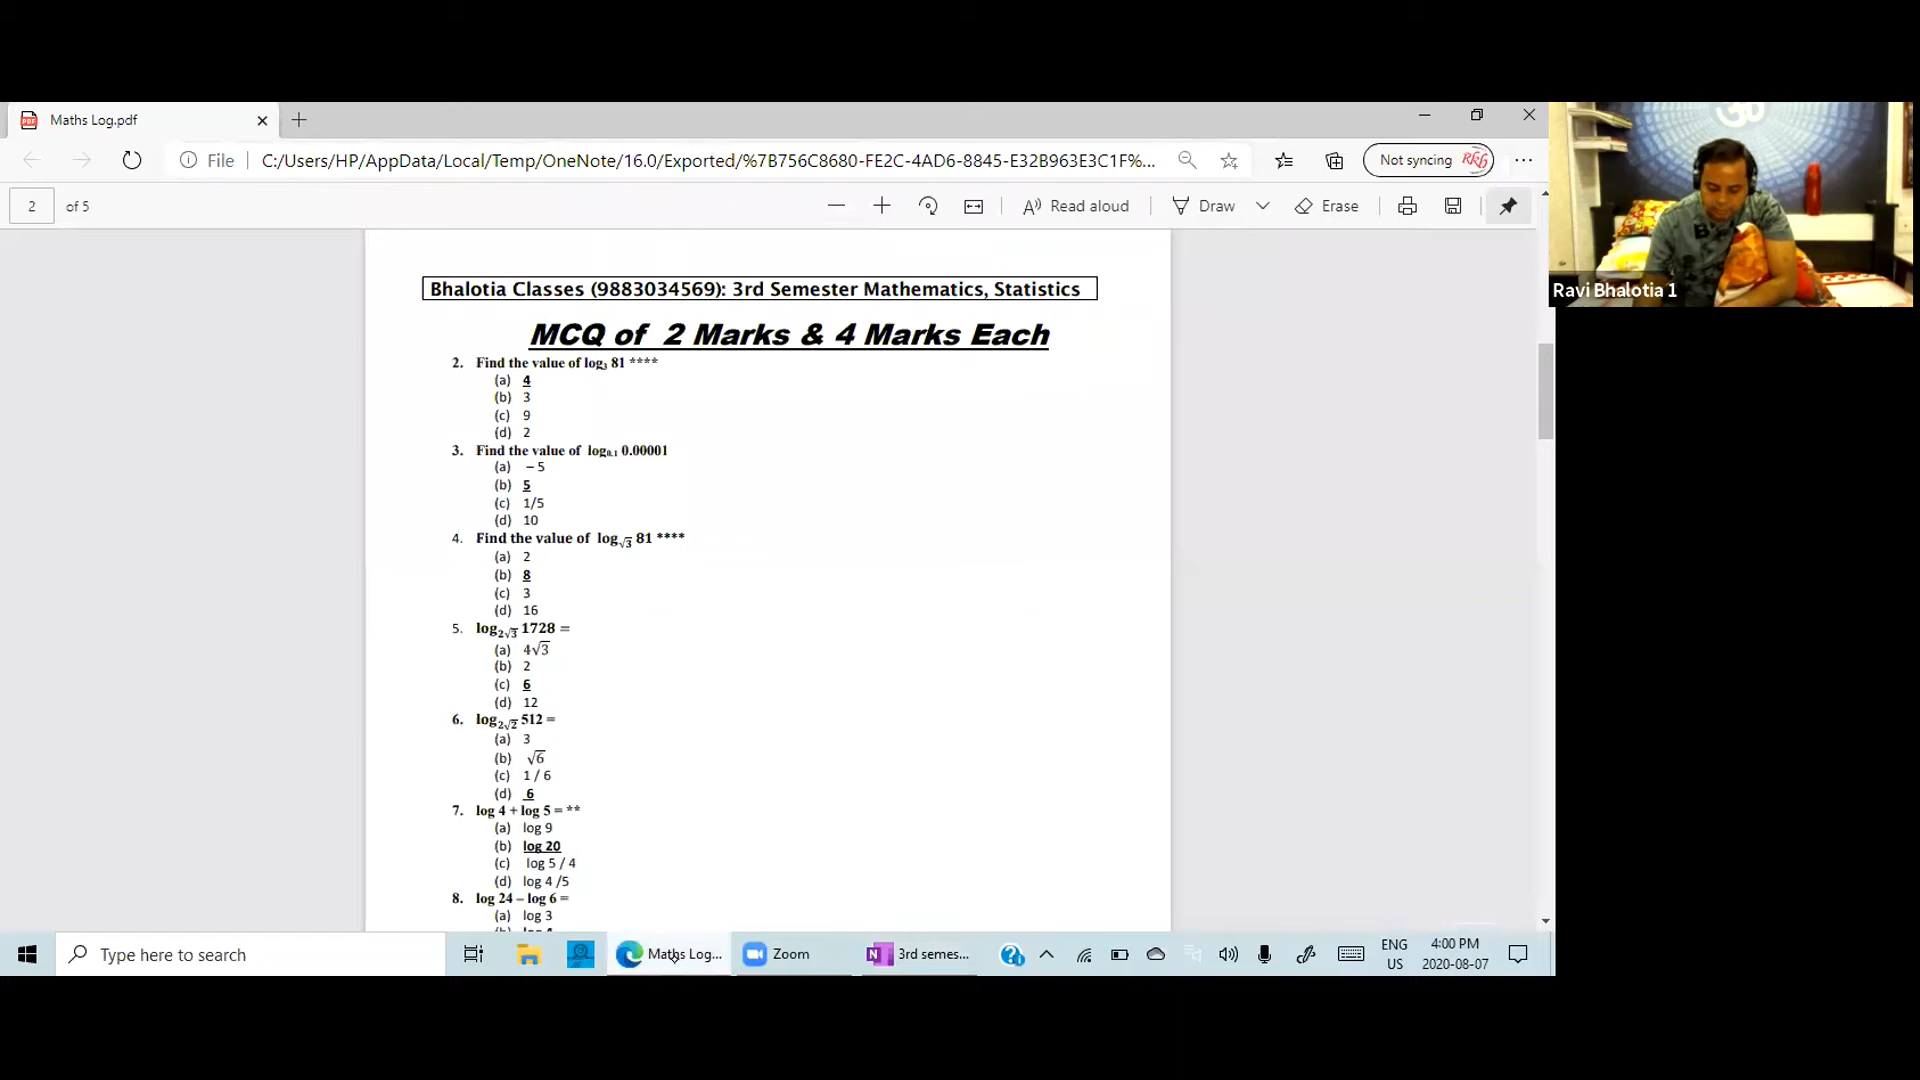 Maths Log.pdf
File
C:/Users/HP/AppData/Local/Temp/OneNote/16.0/Exported/%7B756C8680-FE2C-4AD6-8845-E32B963E3C1F%...
Not syncing RKB
2 of 5
Read aloud
Draw
Erase
Ravi Bhalotia 1
Bhalotia Classes (9883034569): 3rd Semester Mathematics, Statistics
MCQ of 2 Marks & 4 Marks Each
2. Find the value of log₃ 81 ****
(a) 4
(b) 3
(c) 9
(d) 2
3. Find the value of log₀.₁ 0.00001
(a) – 5
(b) 5
(c) 1/5
(d) 10
4. Find the value of log√3 81 ****
(a) 2
(b) 8
(c) 3
(d) 16
5. log2√3 1728 =
(a) 4√3
(b) 2
(c) 6
(d) 12
6. log2√2 512 =
(a) 3
(b) √6
(c) 1 / 6
(d) 6
7. log 4 + log 5 = **
(a) log 9
(b) log 20
(c) log 5 / 4
(d) log 4 /5
8. log 24 – log 6 =
(a) log 3
Type here to search
Maths Log...
Zoom
3rd semes...
ENG
US
4:00 PM
2020-08-07